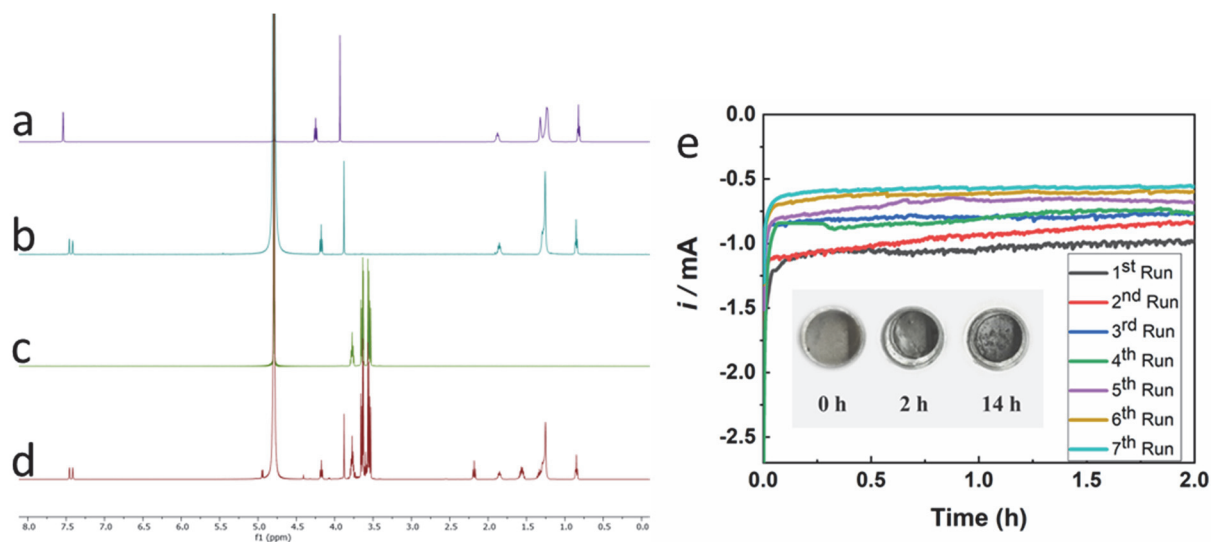 a
b
c
d
8.0 7.5 7.0 6.5 6.0 5.5 5.0 4.5 4.0 3.5 3.0 2.5 2.0 1.5 1.0 0.5 0.0
f1 (ppm)
e
0.0
-0.5
-1.0
-1.5
-2.0
-2.5
i / mA
1st Run
2nd Run
3rd Run
4th Run
5th Run
6th Run
7th Run
0 h 2 h 14 h
0.0 0.5 1.0 1.5 2.0
Time (h)